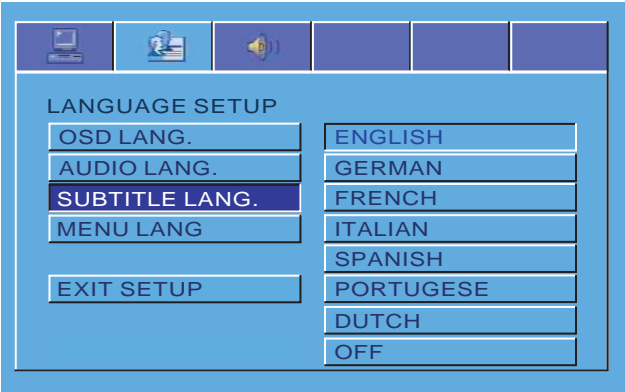 LANGUAGE SETUP
OSD LANG.
AUDIO LANG.
SUBTITLE LANG.
MENU LANG
EXIT SETUP
ENGLISH
GERMAN
FRENCH
ITALIAN
SPANISH
PORTUGESE
DUTCH
OFF